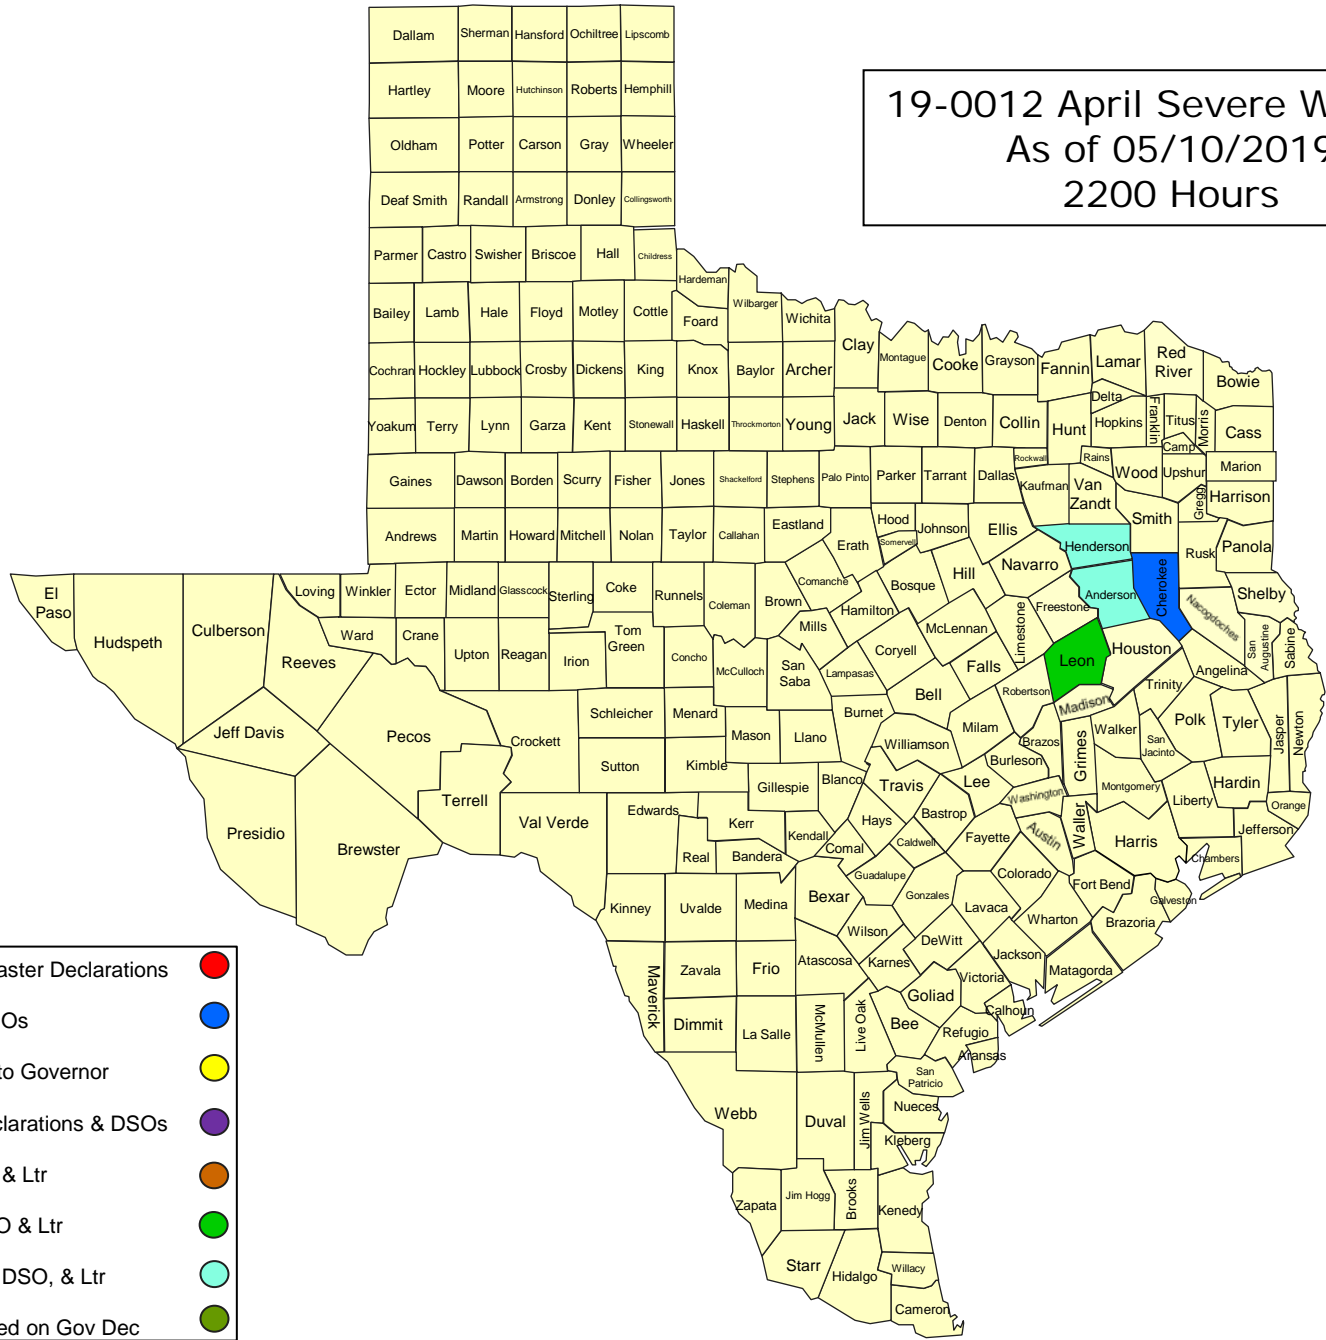 Dallam Sherman Hansford Ochiltree Lipscomb
Hartley Moore Hutchinson Roberts Hemphill
19-0012 April Severe W
As of 05/10/2019
2200 Hours
Oldham Potter Carson Gray Wheeler
Deaf Smith Randall Armstrong Donley Collingsworth
Parmer Castro Swisher Briscoe Hall Childress
Hardeman
Bailey Lamb Hale Floyd Motley Cottle Foard Wilbarger Wichita
Clay Montague Cooke Grayson Fannin Lamar Red
River Bowie
Cochran Hockley Lubbock Crosby Dickens King Knox Baylor Archer
Delta
Yoakum Terry Lynn Garza Kent Stonewall Haskell Throckmorton Young Jack Wise Denton Collin Hunt Hopkins Franklin Titus Morris Cass
Camp
Gaines Dawson Borden Scurry Fisher Jones Shackelford Stephens Palo Pinto Parker Tarrant Dallas Rockwall Kaufman Rains Van
Zandt Wood Upshur Marion
Gregg Harrison
Andrews Martin Howard Mitchell Nolan Taylor Callahan Eastland Erath Hood Somervell Johnson Ellis Henderson Smith Rusk Panola
El
Paso Hudspeth Culberson Loving Winkler Ector Midland Glasscock Sterling Coke Runnels Coleman Brown Comanche Hamilton Bosque Hill Navarro Freestone Anderson Cherokee Nacogdoches Shelby
Reeves Ward Crane Upton Reagan Irion Tom
Green Concho McCulloch San
Saba Mills Lampasas Coryell McLennan Limestone Falls Leon Houston Angelina San
Augustine Sabine
Jeff Davis Pecos Crockett Schleicher Menard Mason Llano Burnet Bell Milam Robertson Madison Trinity Polk Tyler Jasper Newton
Sutton Kimble Gillespie Blanco Williamson Travis Lee Burleson Brazos Grimes Walker San
Jacinto
Presidio Brewster Terrell Val Verde Edwards Kerr Kendall Hays Bastrop Washington Montgomery Liberty Hardin Orange
Real Bandera Comal Caldwell Fayette Austin Waller Harris Chambers Jefferson
Kinney Uvalde Medina Bexar Guadalupe Gonzales Lavaca Colorado Fort Bend Galveston
Wilson DeWitt Wharton Brazoria
Maverick Zavala Frio Atascosa Karnes Jackson Matagorda
Dimmit La Salle McMullen Live Oak Bee Goliad Victoria Calhoun
Refugio
Aransas
San
Patricio
Webb Duval Jim Wells Nueces
Kleberg
Zapata Jim Hogg Brooks Kenedy
Starr Hidalgo Willacy
Cameron
aster Declarations
Os
to Governor
clarations & DSOs
& Ltr
O & Ltr
DSO, & Ltr
ed on Gov Dec